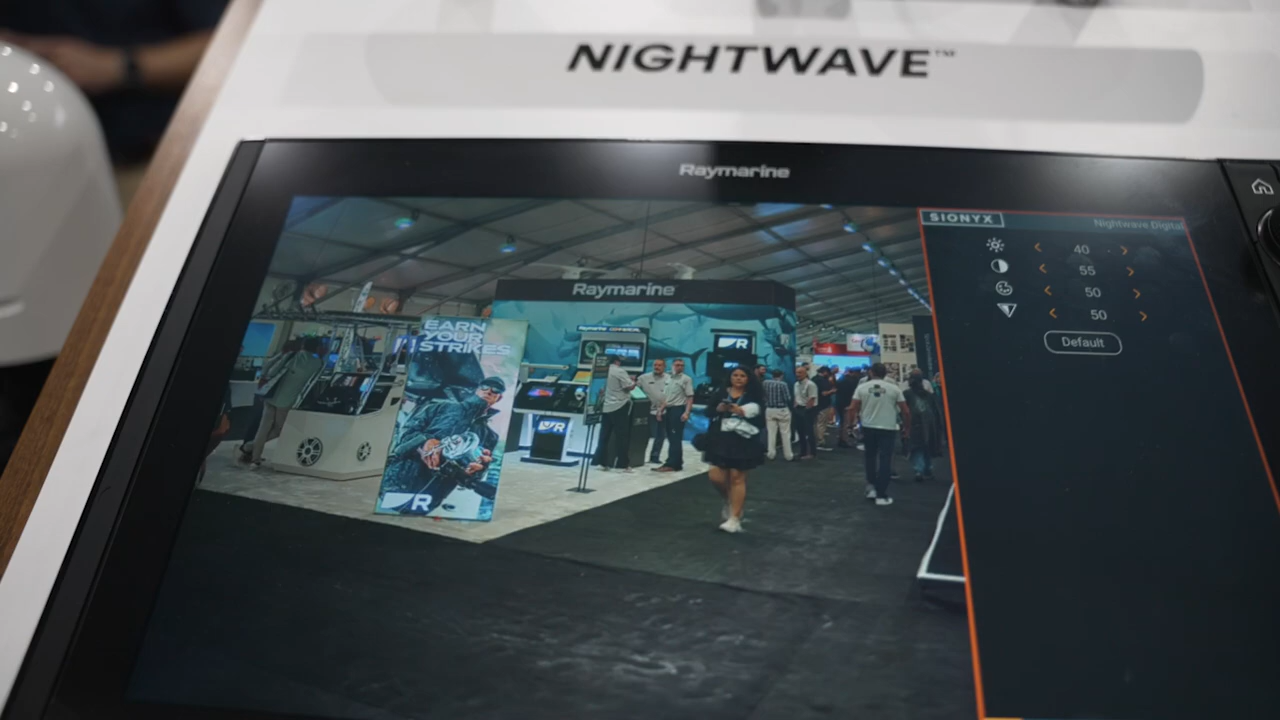 NIGHTWAVE™
Raymarine
SIONYX
Nightwave Digital
40
55
50
50
Default
Raymarine
EARN
YOUR
STRIKES
R
R
R